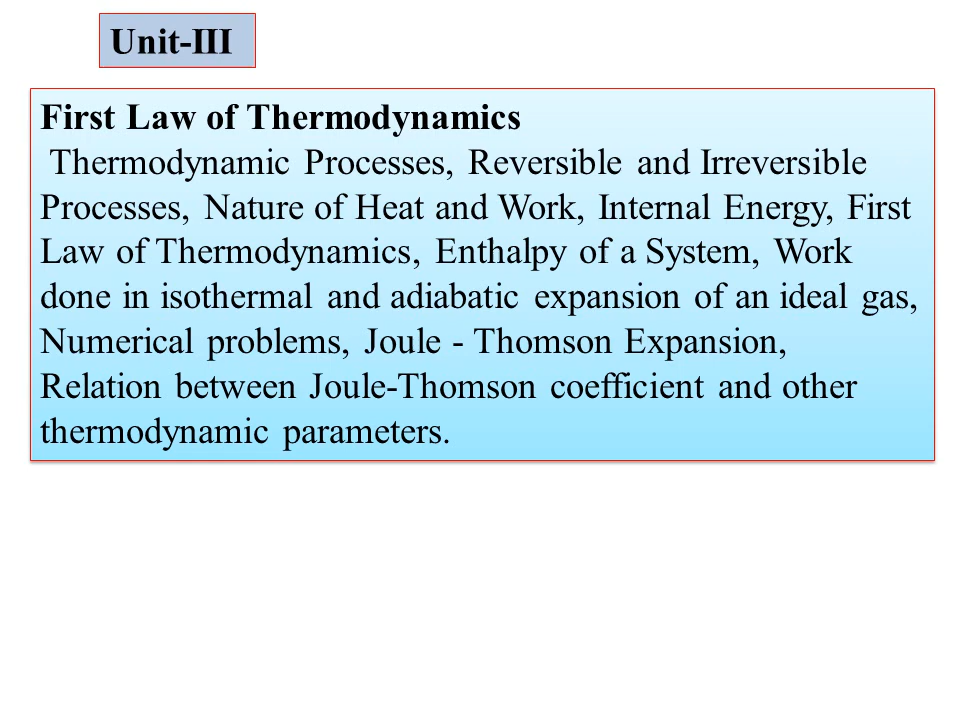 Unit-III
First Law of Thermodynamics
Thermodynamic Processes, Reversible and Irreversible
Processes, Nature of Heat and Work, Internal Energy, First
Law of Thermodynamics, Enthalpy of a System, Work
done in isothermal and adiabatic expansion of an ideal gas,
Numerical problems, Joule - Thomson Expansion,
Relation between Joule-Thomson coefficient and other
thermodynamic parameters.